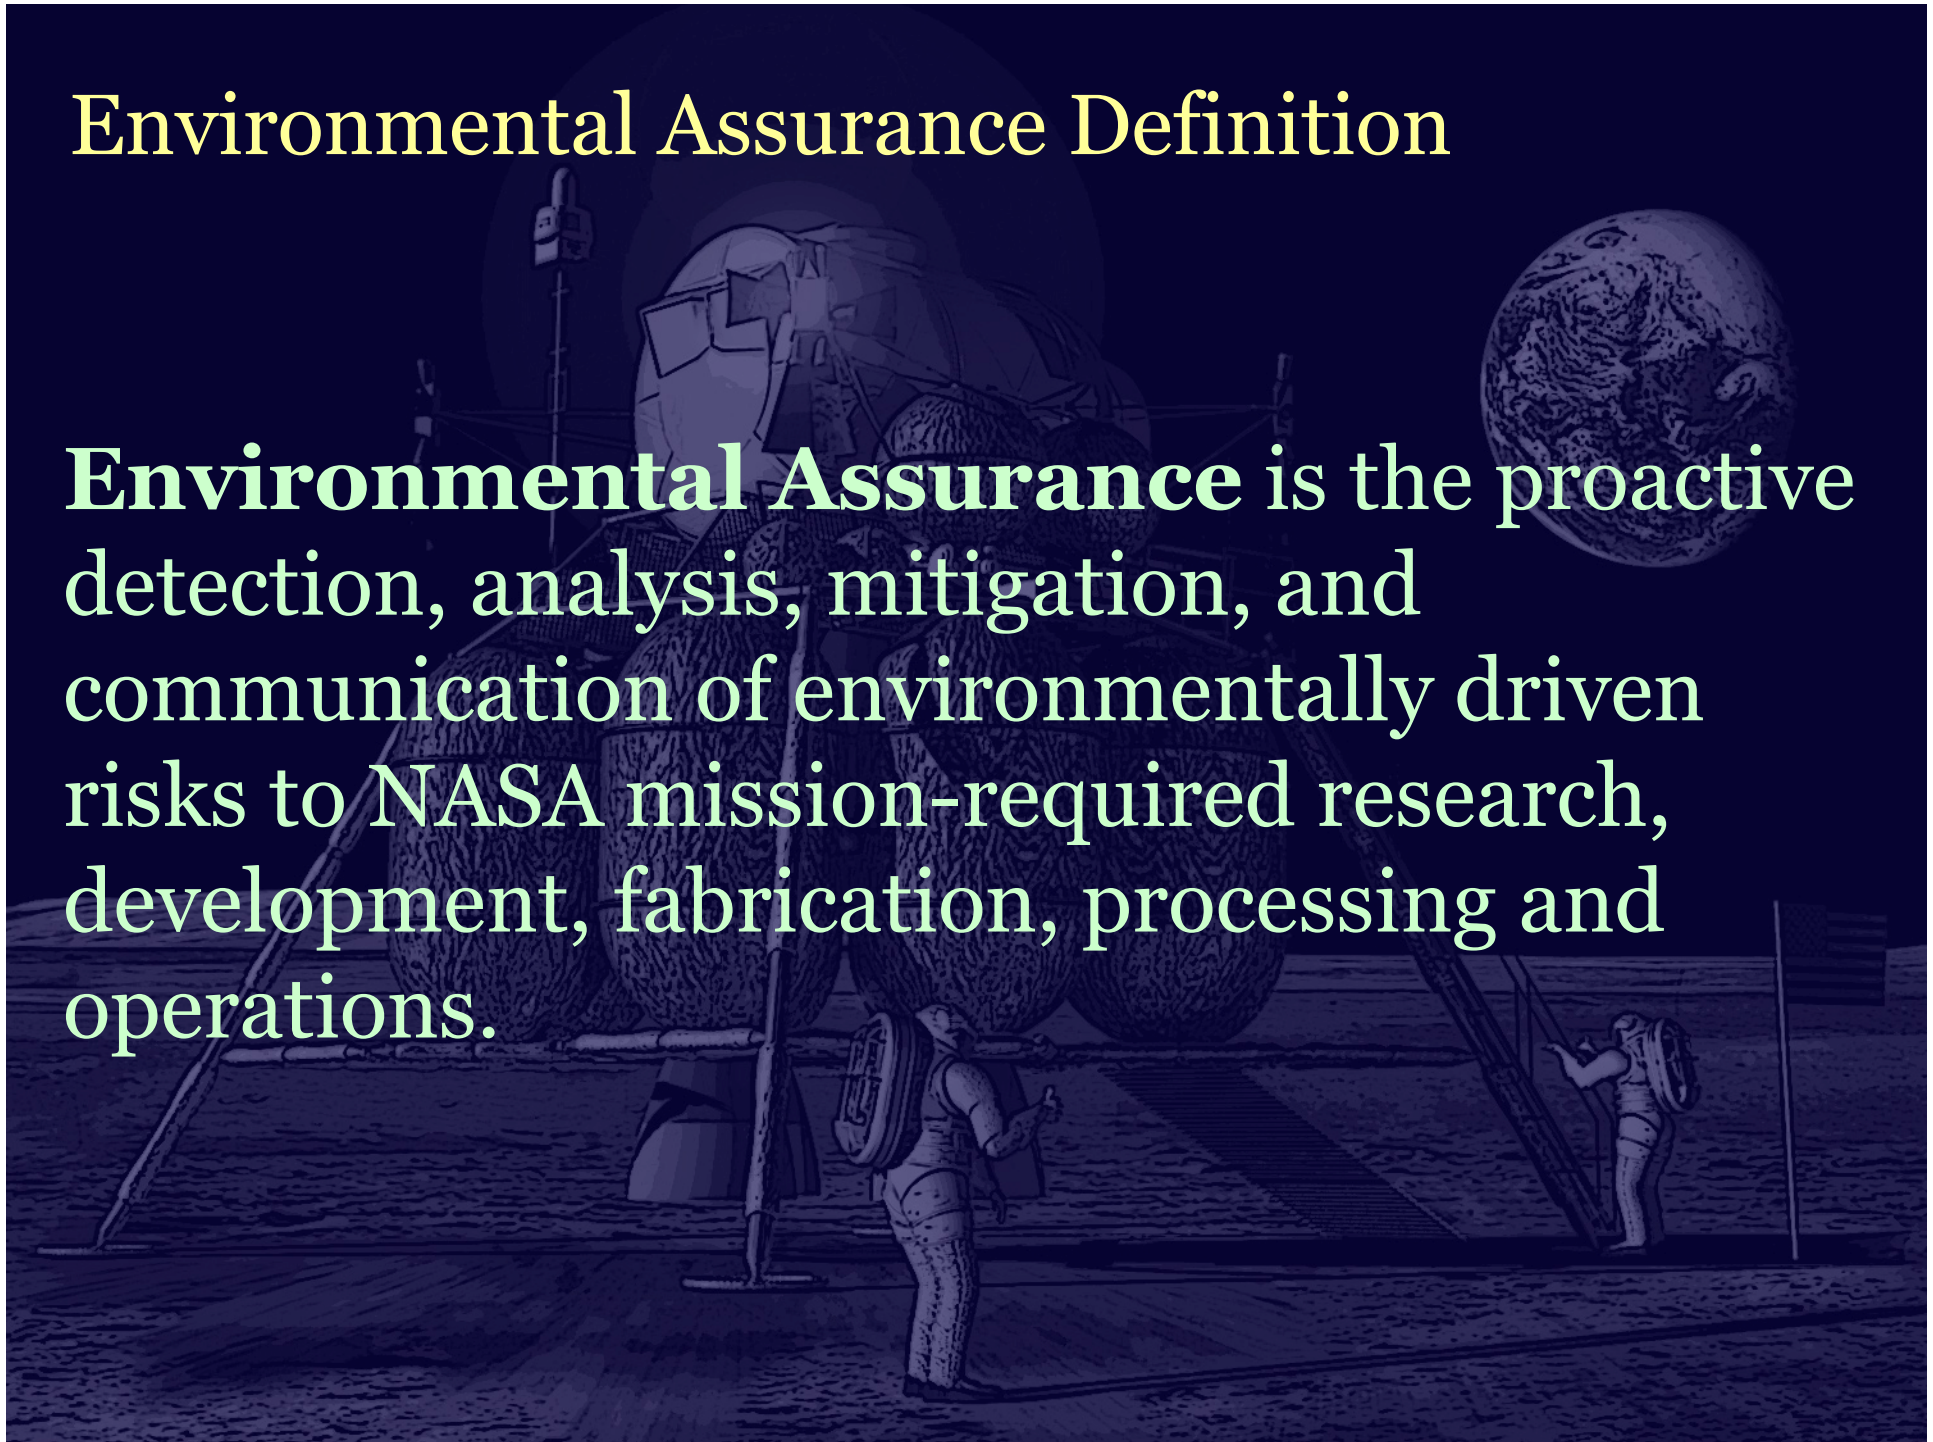 Environmental Assurance Definition
Environmental Assurance is the proactive
detection, analysis, mitigation, and
communication of environmentally driven
risks to NASA mission-required research,
development, fabrication, processing and
operations.